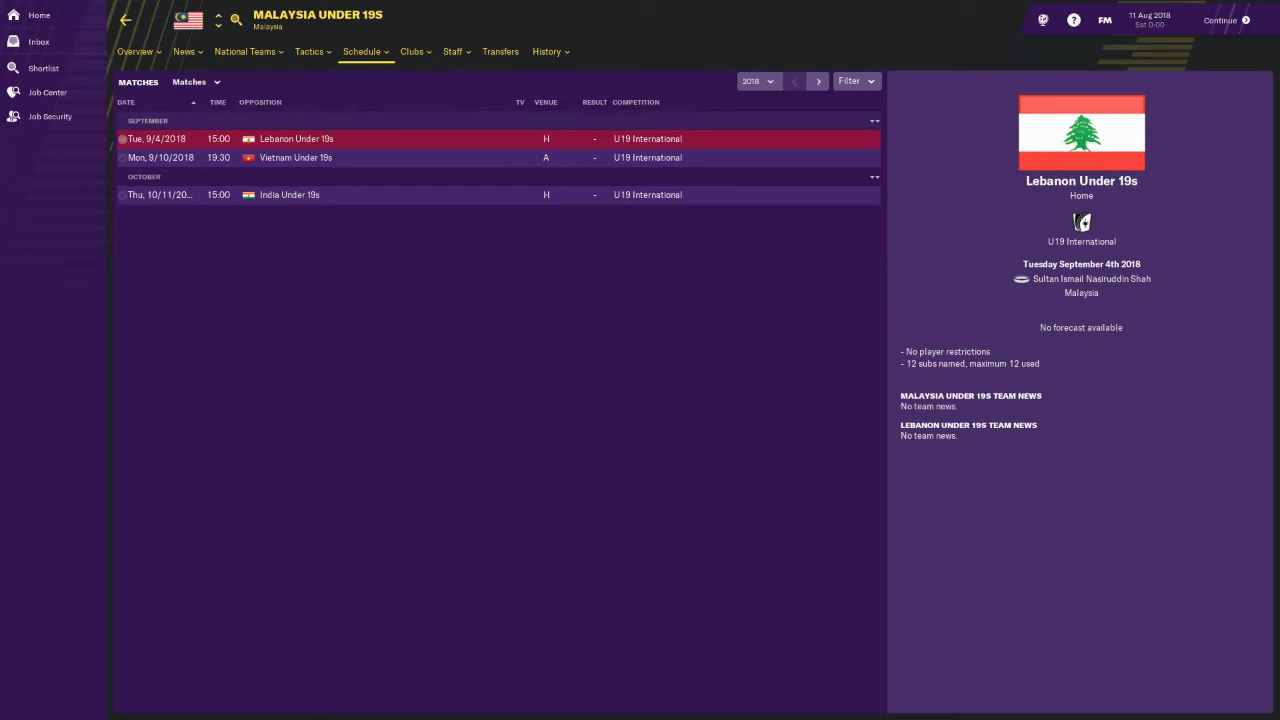 Home
Inbox
Shortlist
Job Center
Job Security
MALAYSIA UNDER 19S
Malaysia
11 Aug 2018
Sat 0:00
?
FM
Continue
Overview
News
National Teams
Tactics
Schedule
Clubs
Staff
Transfers
History
MATCHES
Matches
2018
Filter
DATE TIME OPPOSITION TV VENUE RESULT COMPETITION
SEPTEMBER
Tue, 9/4/2018 15:00 Lebanon Under 19s H - U19 International
Mon, 9/10/2018 19:30 Vietnam Under 19s A - U19 International
OCTOBER
Thu, 10/11/20... 15:00 India Under 19s H - U19 International
Lebanon Under 19s
Home
U19 International
Tuesday September 4th 2018
Sultan Ismail Nasiruddin Shah
Malaysia
No forecast available
- No player restrictions
- 12 subs named, maximum 12 used
MALAYSIA UNDER 19S TEAM NEWS
No team news.
LEBANON UNDER 19S TEAM NEWS
No team news.